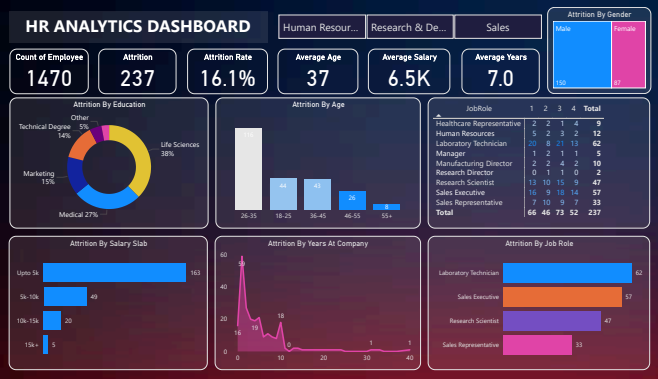 HR ANALYTICS DASHBOARD
Human Resour...
Research & De...
Sales
Attrition By Gender
Male
Female
150
87
Count of Employee
1470
Attrition
237
Attrition Rate
16.1%
Average Age
37
Average Salary
6.5K
Average Years
7.0
Attrition By Education
Other
5%
Technical Degree
14%
Life Sciences
38%
Marketing
15%
Medical 27%
Attrition By Age
44
43
26
8
26-35
18-25
36-45
46-55
55+
JobRole 1 2 3 4 Total
Healthcare Representative 2 2 1 4 9
Human Resources 5 2 3 2 12
Laboratory Technician 20 8 21 13 62
Manager 1 2 1 1 5
Manufacturing Director 2 2 4 2 10
Research Director 0 1 1 0 2
Research Scientist 13 10 15 9 47
Sales Executive 16 9 18 14 57
Sales Representative 7 10 9 7 33
Total 66 46 73 52 237
Attrition By Salary Slab
Upto 5k 163
5k-10k 49
10k-15k 20
15k+ 5
Attrition By Years At Company
60
40
20
0
59
16
19
18
0
1
1
0 10 20 30 40
Attrition By Job Role
Laboratory Technician 62
Sales Executive 57
Research Scientist 47
Sales Representative 33